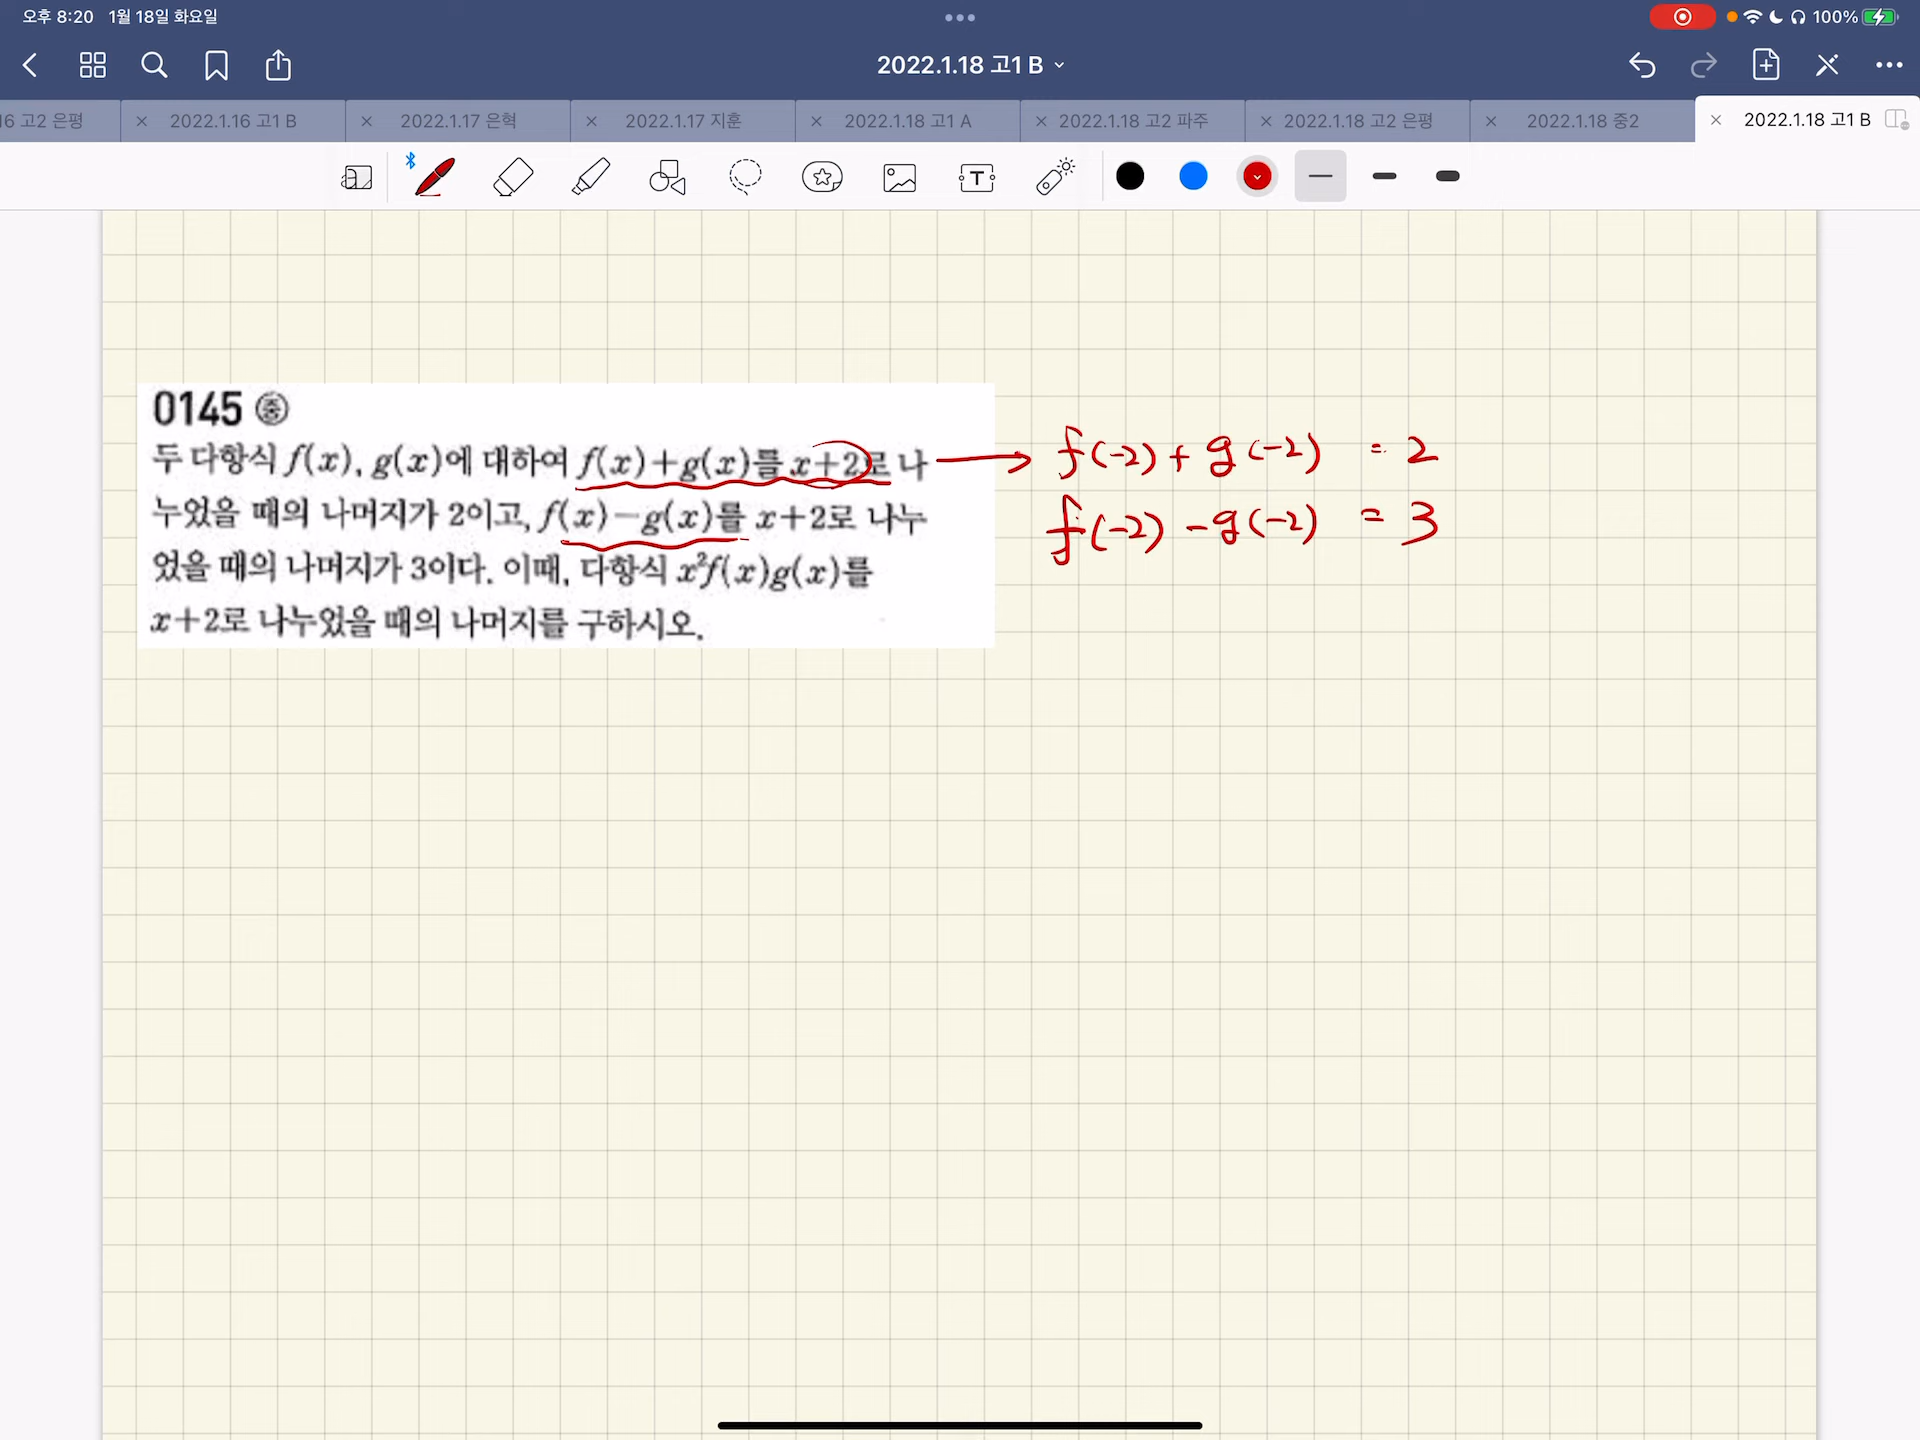 오후 8:20 1월 18일 화요일
100%
2022.1.18 고1 B
16 고2 은평
2022.1.16 고1 B
2022.1.17 은혁
2022.1.17 지훈
2022.1.18 고1 A
2022.1.18 고2 파주
2022.1.18 고2 은평
2022.1.18 중2
2022.1.18 고1 B
0145 중
두 다항식 f(x), g(x)에 대하여 f(x)+g(x)를 x+2로 나
누었을 때의 나머지가 2이고, f(x)−g(x)를 x+2로 나누
었을 때의 나머지가 3이다. 이때, 다항식 x²f(x)g(x)를
x+2로 나누었을 때의 나머지를 구하시오.
f(-2) + g(-2) = 2
f(-2) - g(-2) = 3